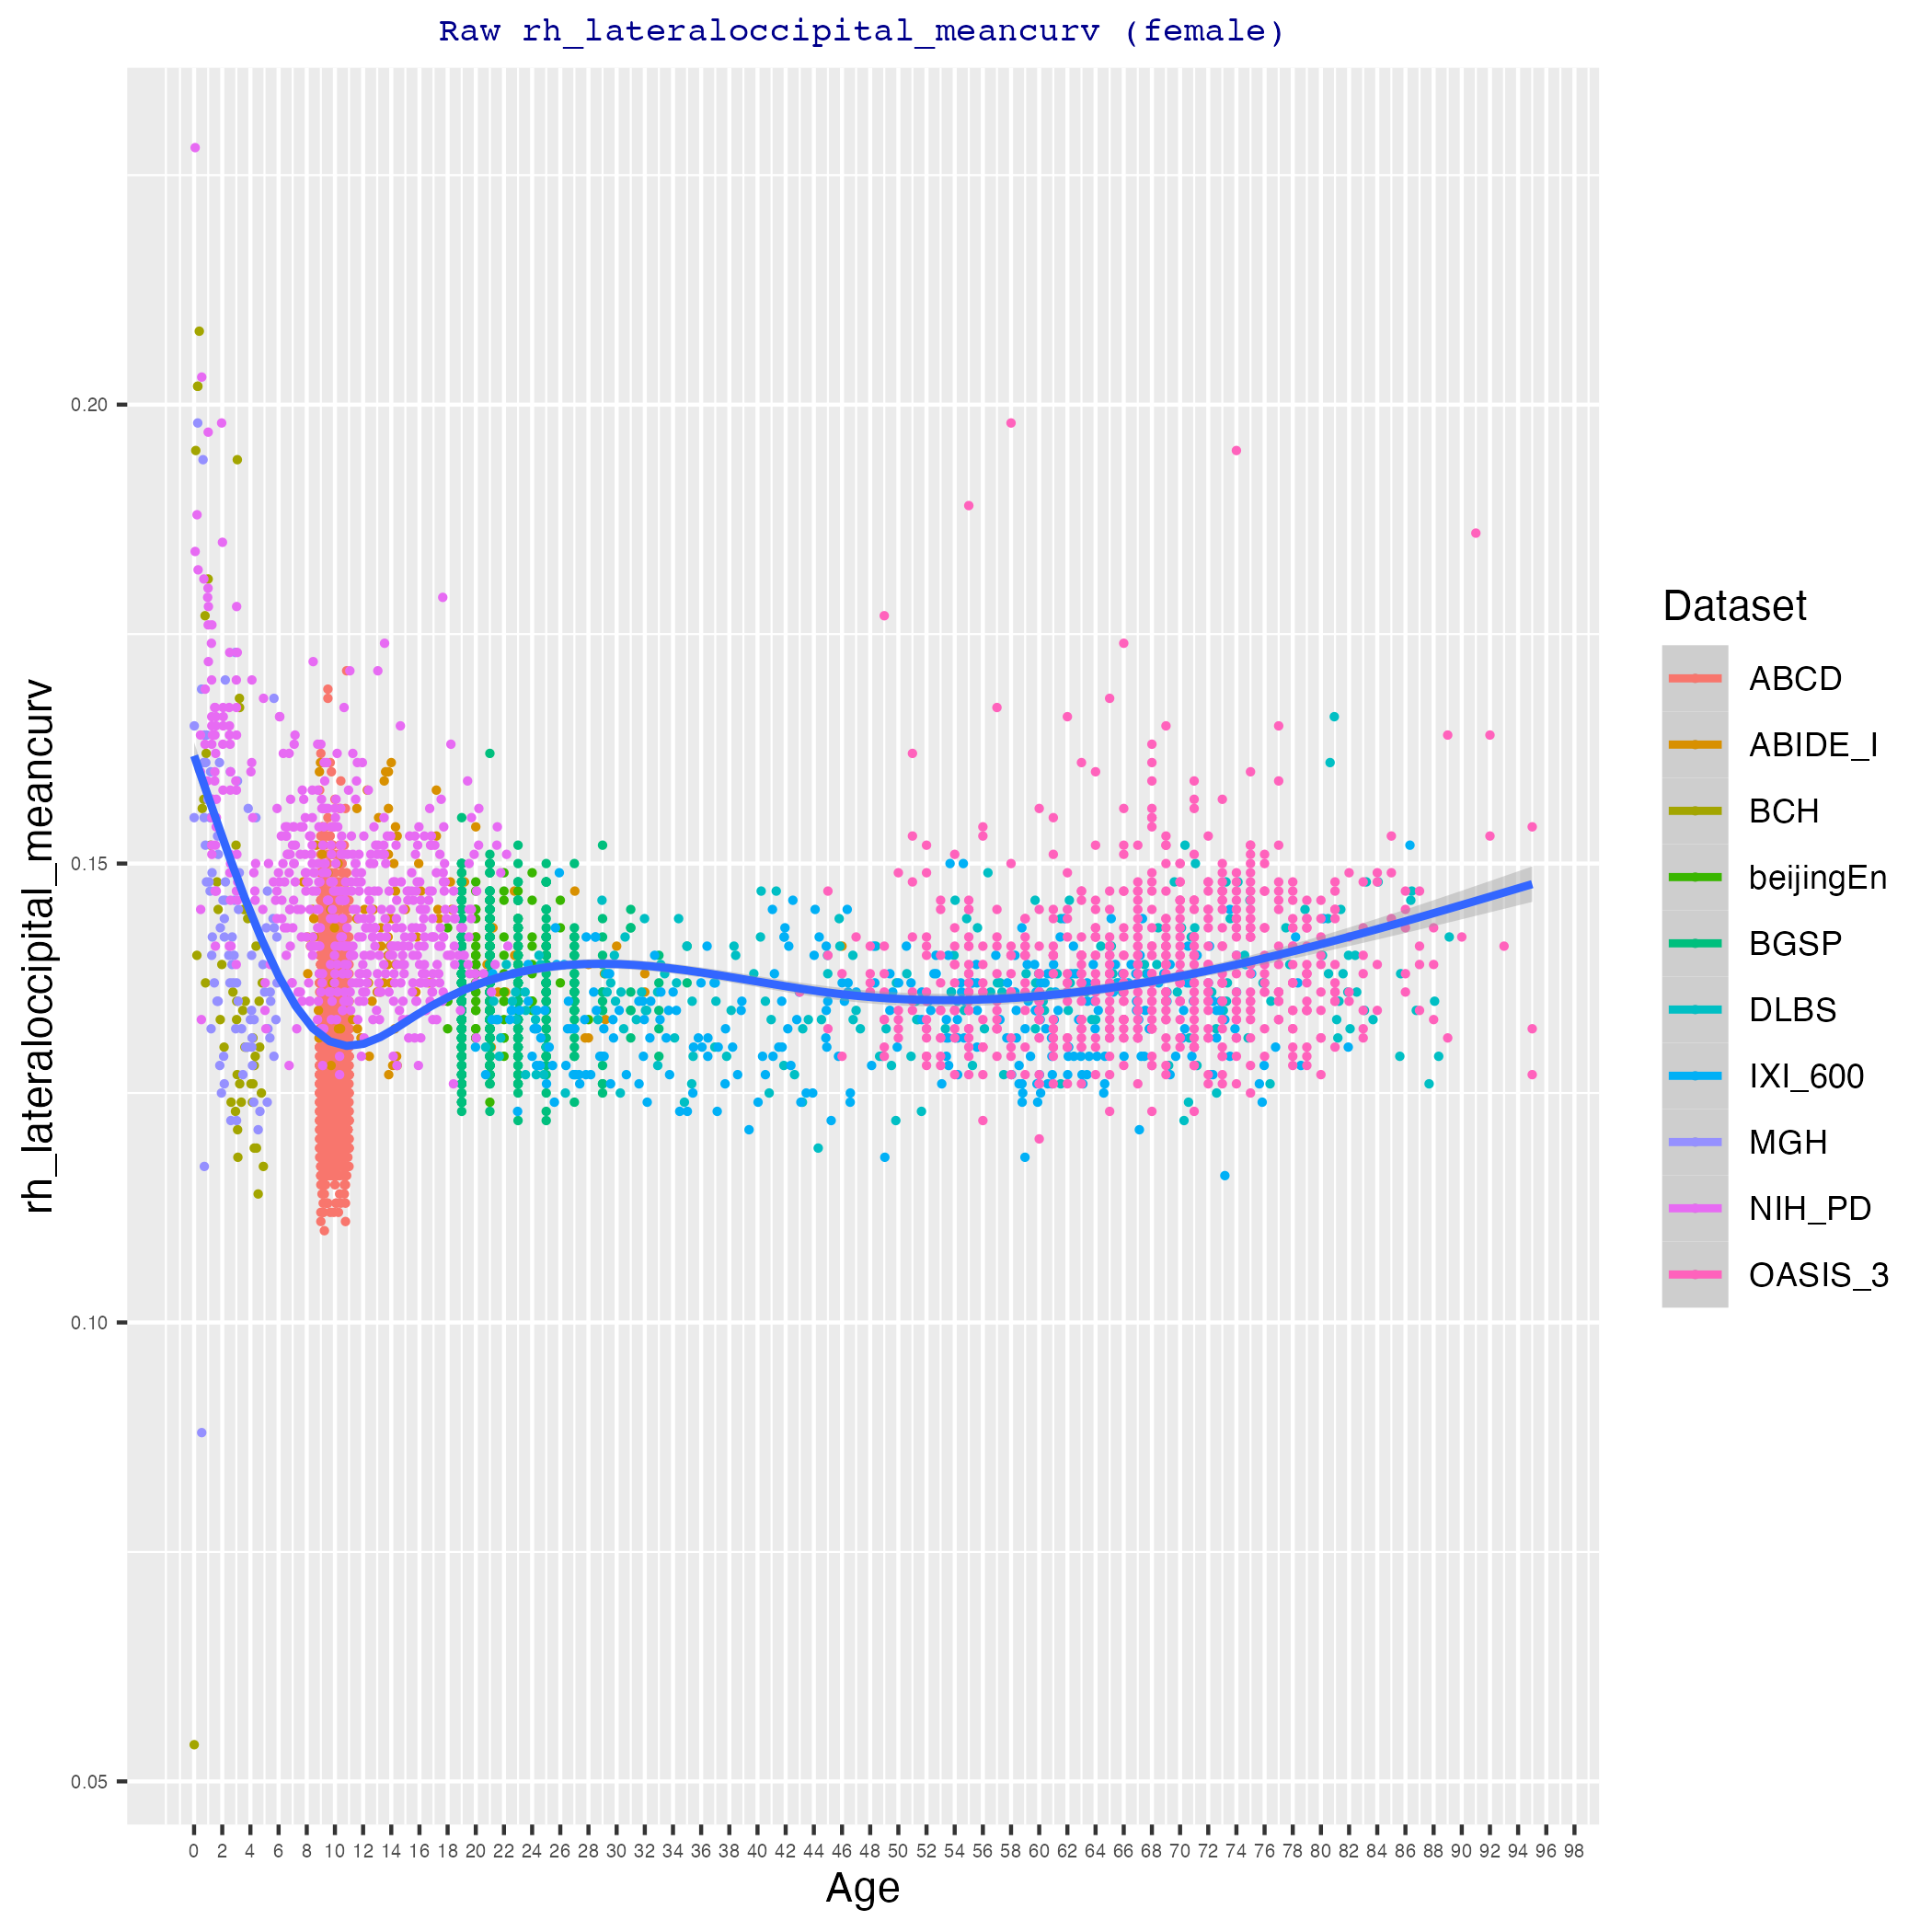 Raw rh_lateraloccipital_meancurv (female)
rh_lateraloccipital_meancurv
0.20
0.15
0.10
0.05
0 2 4 6 8 10 12 14 16 18 20 22 24 26 28 30 32 34 36 38 40 42 44 46 48 50 52 54 56 58 60 62 64 66 68 70 72 74 76 78 80 82 84 86 88 90 92 94 96 98
Age
Dataset
ABCD
ABIDE_I
BCH
beijingEn
BGSP
DLBS
IXI_600
MGH
NIH_PD
OASIS_3